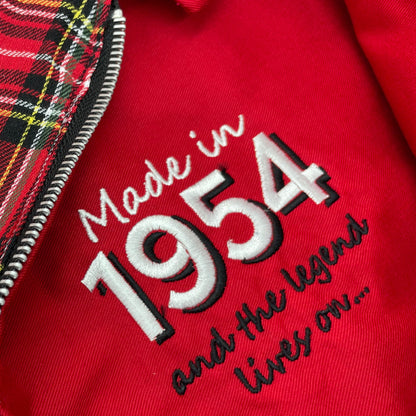 Made in
1954
and the legend
lives on...